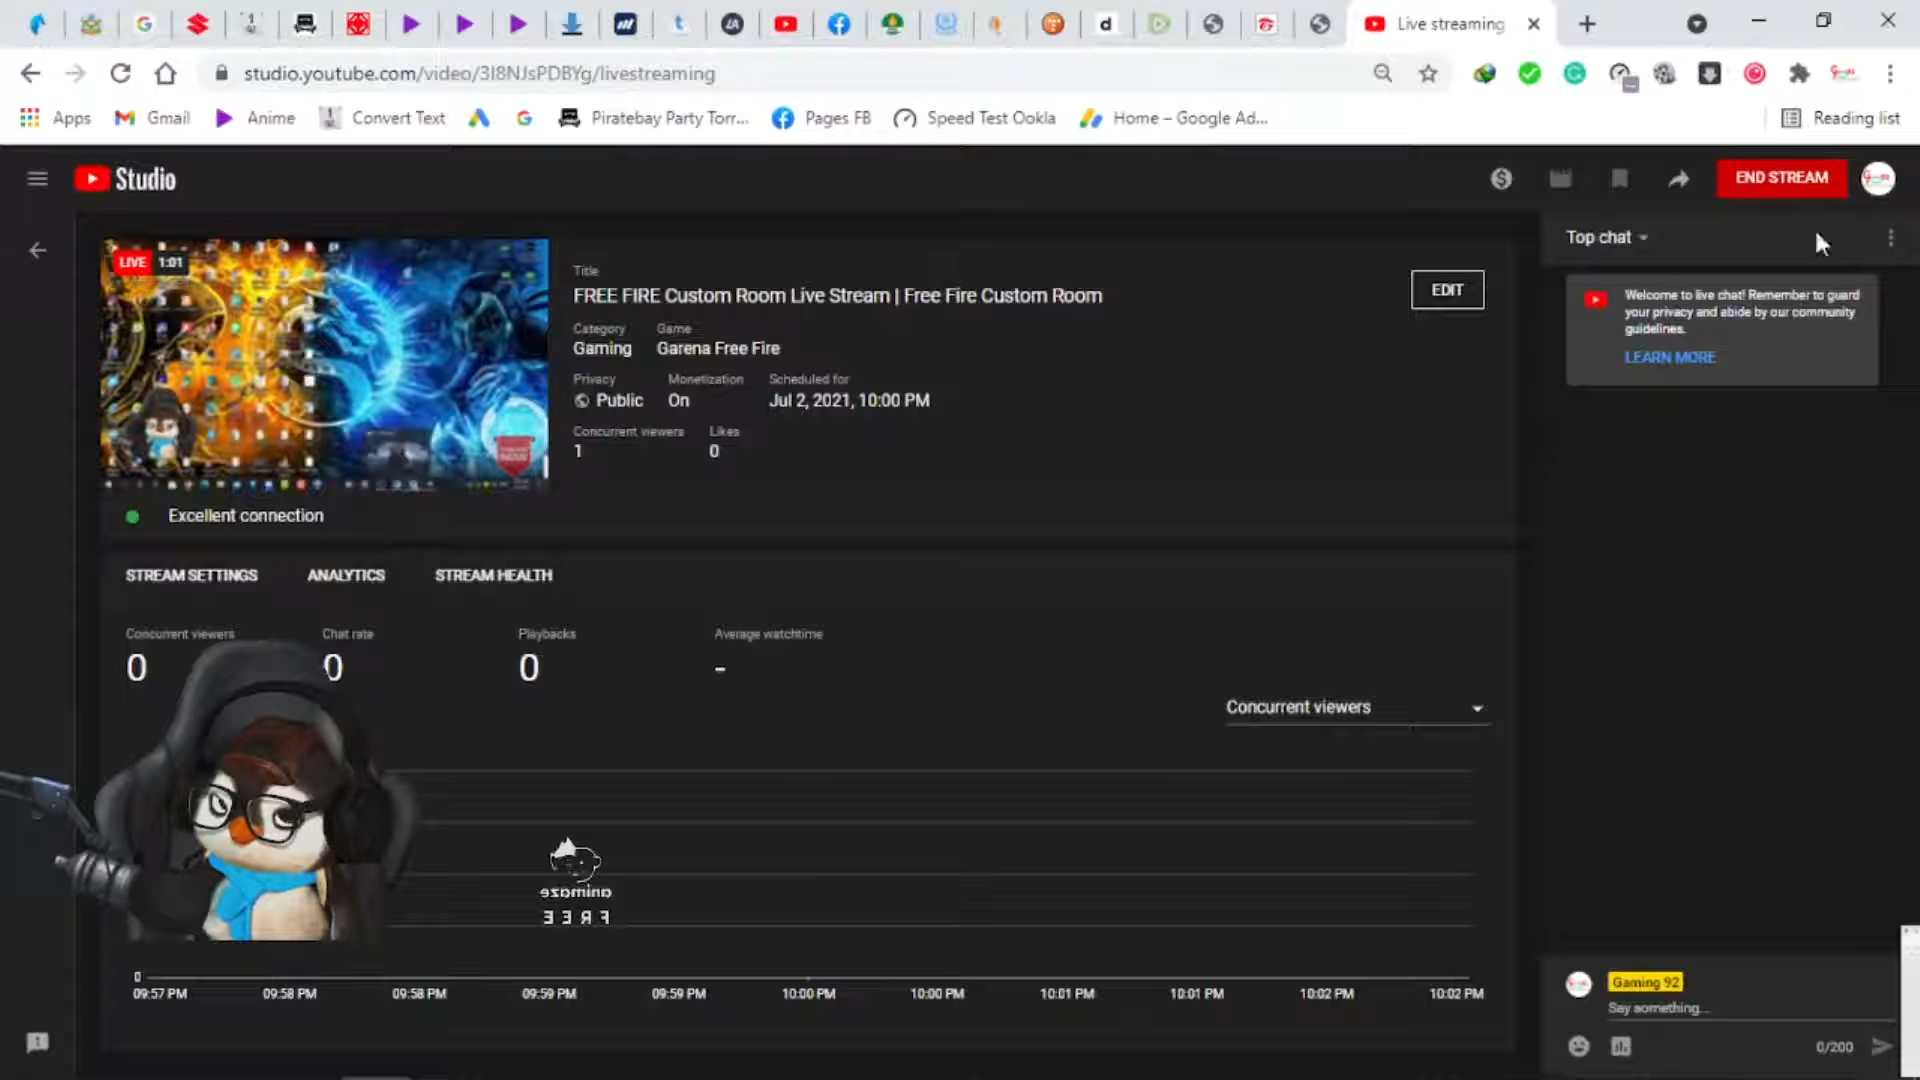 Live streaming
studio.youtube.com/video/3I8NJsPDBYg/livestreaming
Apps
Gmail
Anime
Convert Text
Piratebay Party Torr...
Pages FB
Speed Test Ookla
Home – Google Ad...
Reading list
Studio
END STREAM
LIVE 1:01
NOW
Title
FREE FIRE Custom Room Live Stream | Free Fire Custom Room
EDIT
Category Game
Gaming Garena Free Fire
Privacy Monetization Scheduled for
Public On Jul 2, 2021, 10:00 PM
Concurrent viewers Likes
1 0
Excellent connection
Top chat
Welcome to live chat! Remember to guard
your privacy and abide by our community
guidelines.
LEARN MORE
STREAM SETTINGS ANALYTICS STREAM HEALTH
Concurrent viewers Chat rate Playbacks Average watchtime
0 0 0 -
Concurrent viewers
animaze
FREE
0
09:57 PM 09:58 PM 09:58 PM 09:59 PM 09:59 PM 10:00 PM 10:00 PM 10:01 PM 10:01 PM 10:02 PM 10:02 PM
Gaming 92
Say something...
0/200